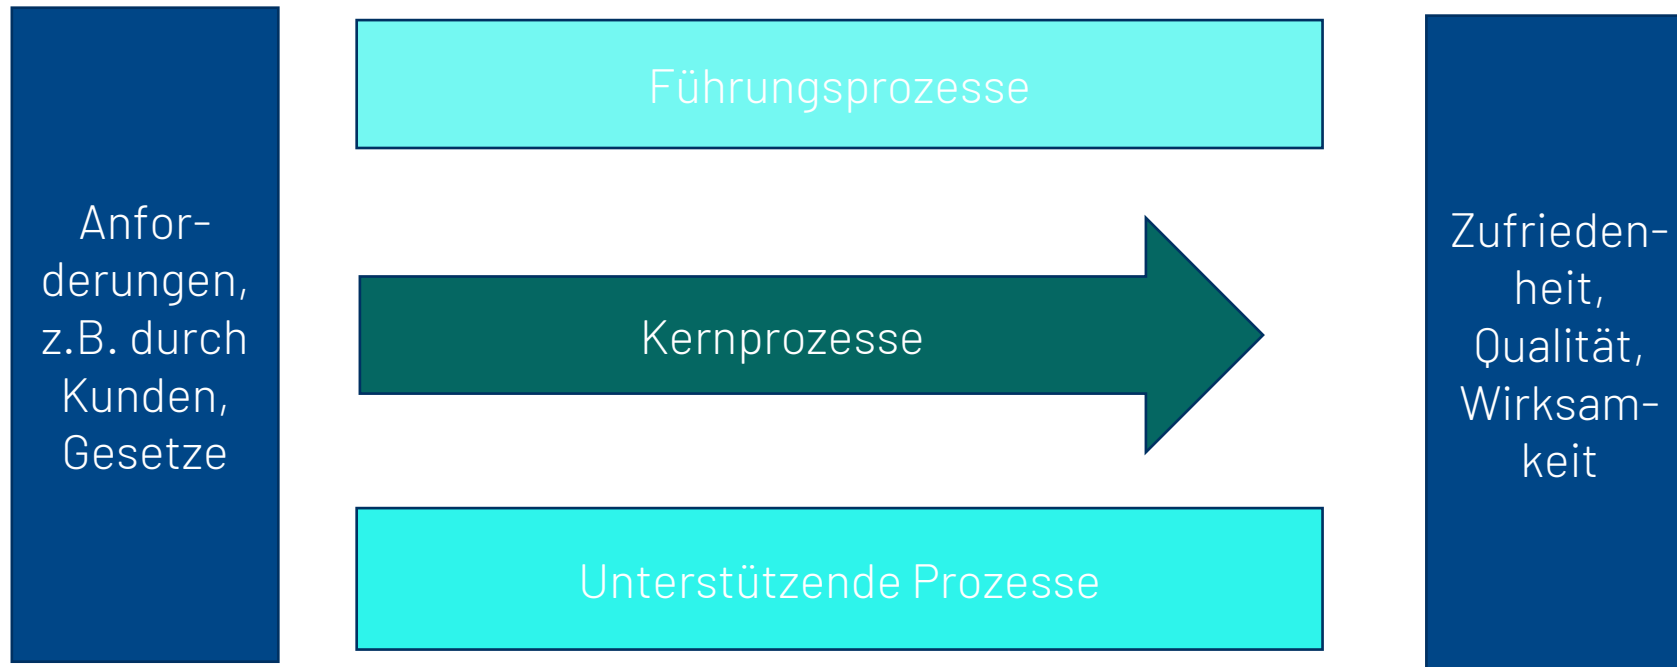 Anfor-
derungen,
z.B. durch
Kunden,
Gesetze
Führungsprozesse
Kernprozesse
Unterstützende Prozesse
Zufrieden-
heit,
Qualität,
Wirksam-
keit